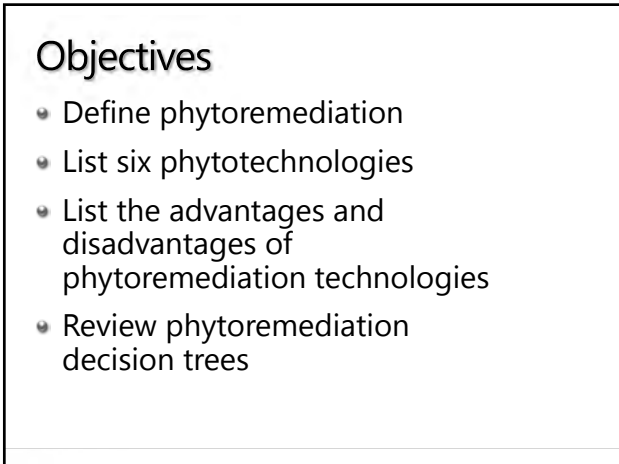 Objectives
Define phytoremediation
List six phytotechnologies
List the advantages and
disadvantages of
phytoremediation technologies
Review phytoremediation
decision trees